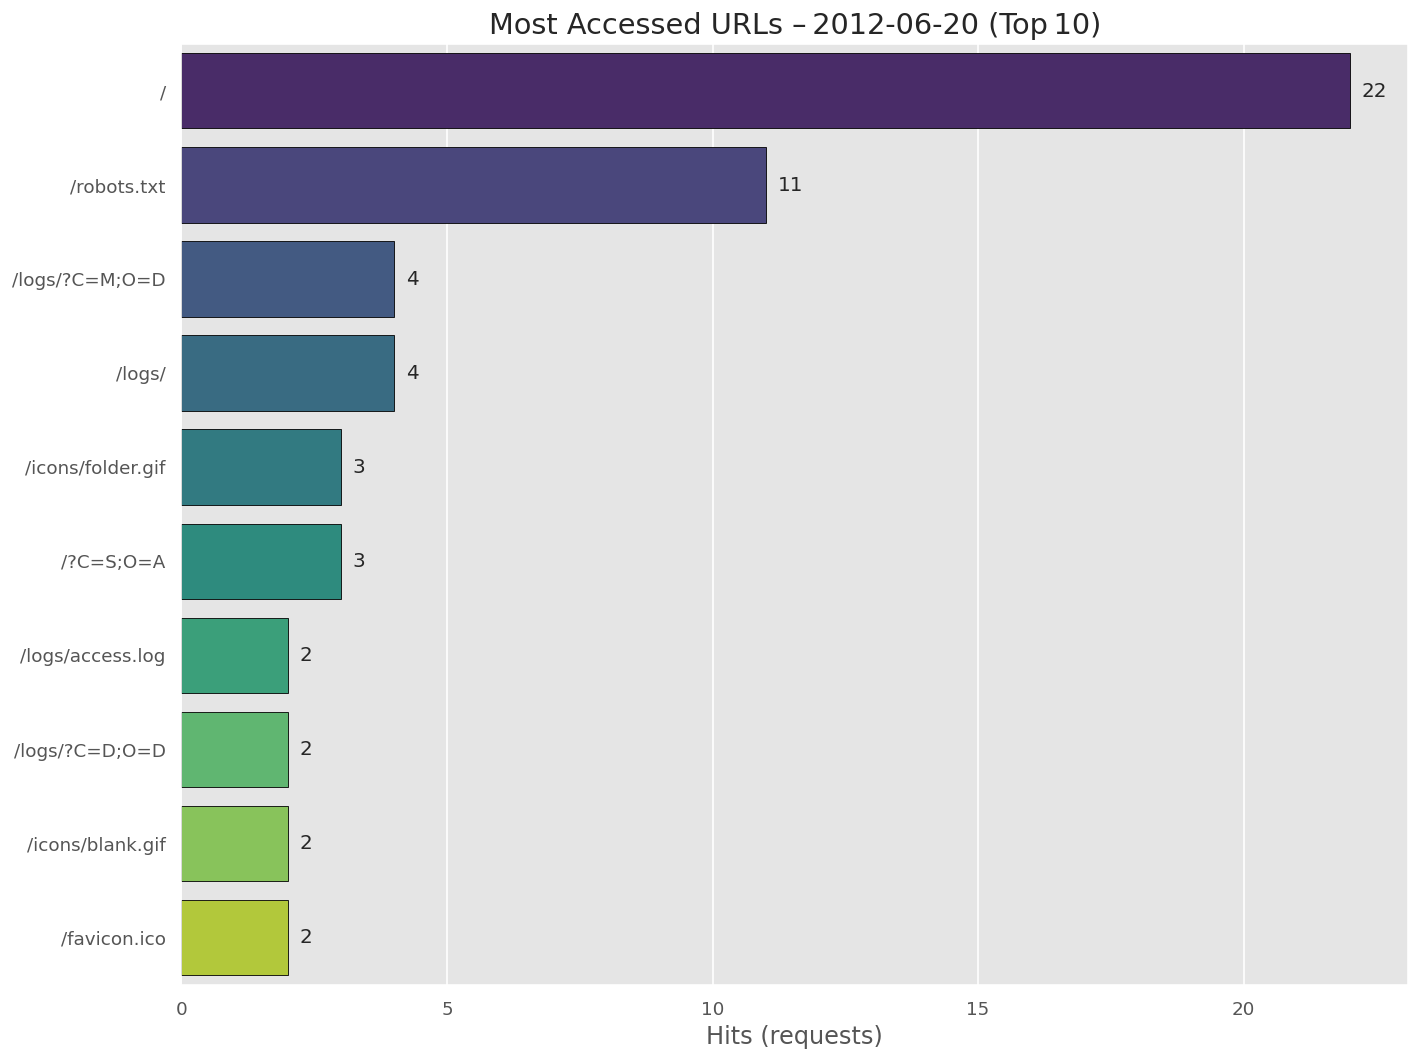 Most Accessed URLs – 2012-06-20 (Top 10)
/ 22
/robots.txt 11
/logs/?C=M;O=D 4
/logs/ 4
/icons/folder.gif 3
/?C=S;O=A 3
/logs/access.log 2
/logs/?C=D;O=D 2
/icons/blank.gif 2
/favicon.ico 2
0 5 10 15 20
Hits (requests)